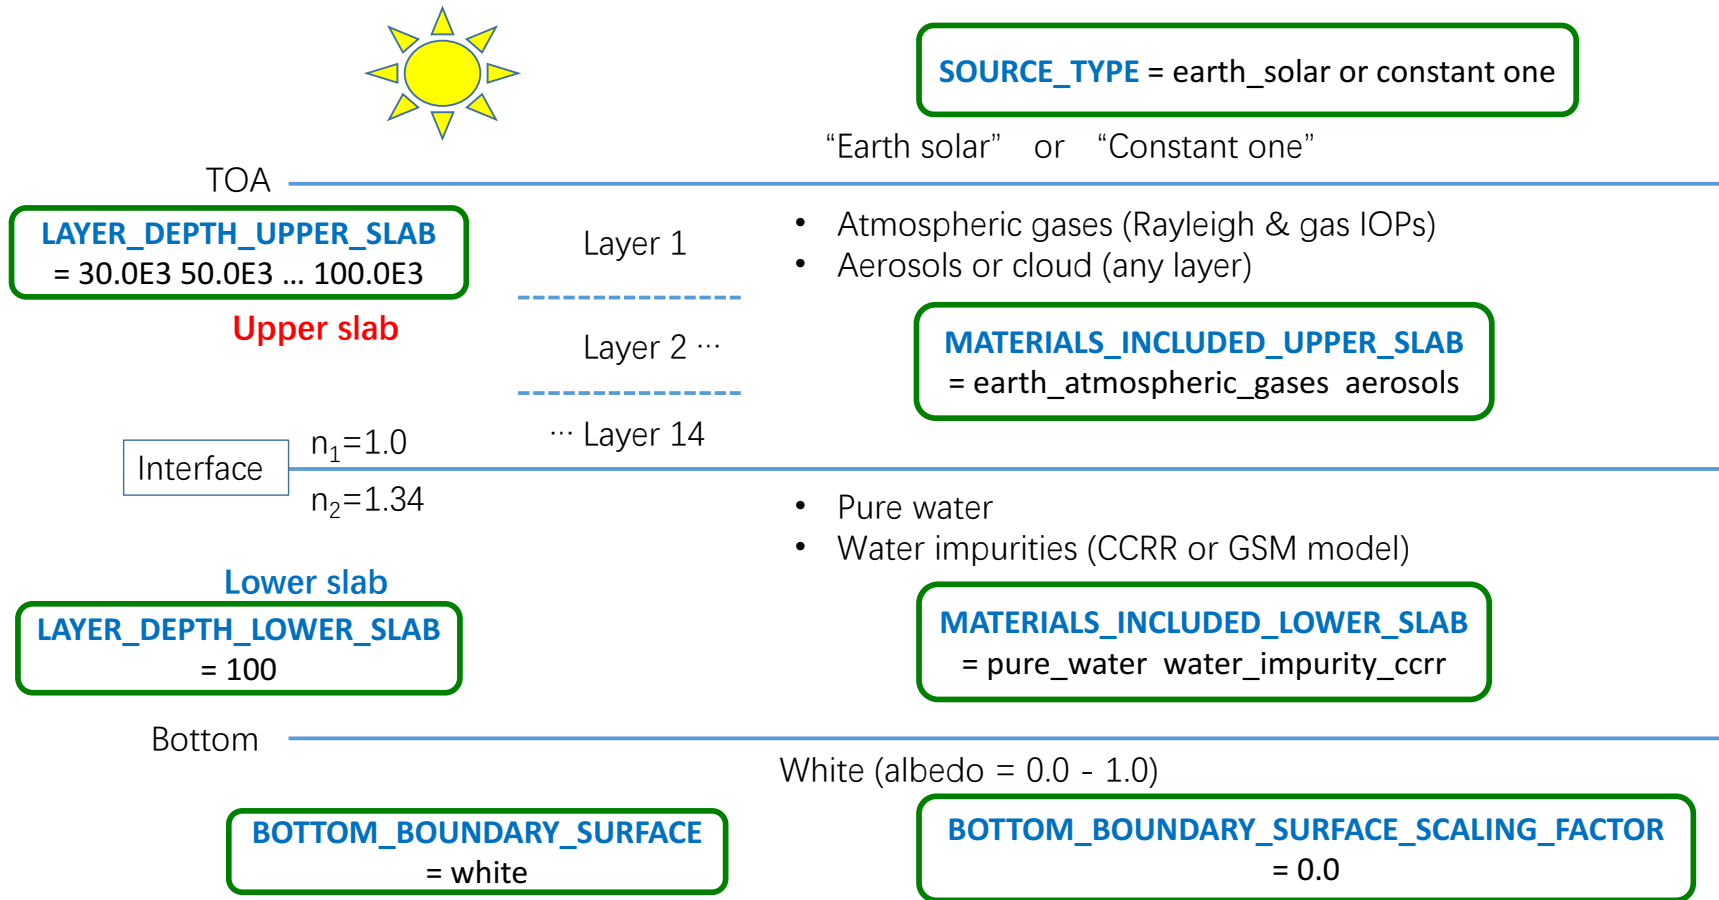 SOURCE_TYPE = earth_solar or constant one
“Earth solar” or “Constant one”
TOA
LAYER_DEPTH_UPPER_SLAB
= 30.0E3 50.0E3 ... 100.0E3
Upper slab
Layer 1
Layer 2 ···
··· Layer 14
• Atmospheric gases (Rayleigh & gas IOPs)
• Aerosols or cloud (any layer)
MATERIALS_INCLUDED_UPPER_SLAB
= earth_atmospheric_gases aerosols
Interface
n₁=1.0
n₂=1.34
• Pure water
• Water impurities (CCRR or GSM model)
Lower slab
LAYER_DEPTH_LOWER_SLAB
= 100
MATERIALS_INCLUDED_LOWER_SLAB
= pure_water water_impurity_ccrr
Bottom
White (albedo = 0.0 - 1.0)
BOTTOM_BOUNDARY_SURFACE
= white
BOTTOM_BOUNDARY_SURFACE_SCALING_FACTOR
= 0.0